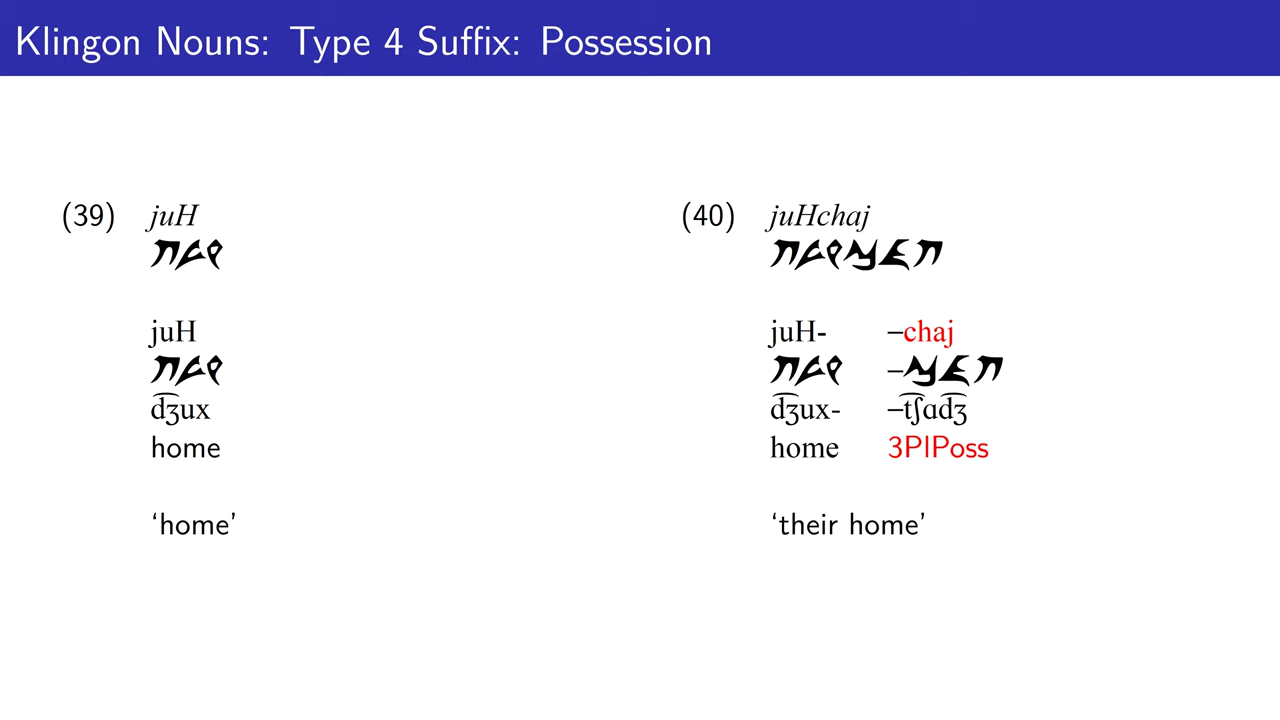 Klingon Nouns: Type 4 Suffix: Possession
(39) juH
    
juH
    
d͡ʒux
home
‘home’
(40) juHchaj
      
juH- –chaj
    –  
d͡ʒux- –t͡ʃɑd͡ʒ
home 3PlPoss
‘their home’